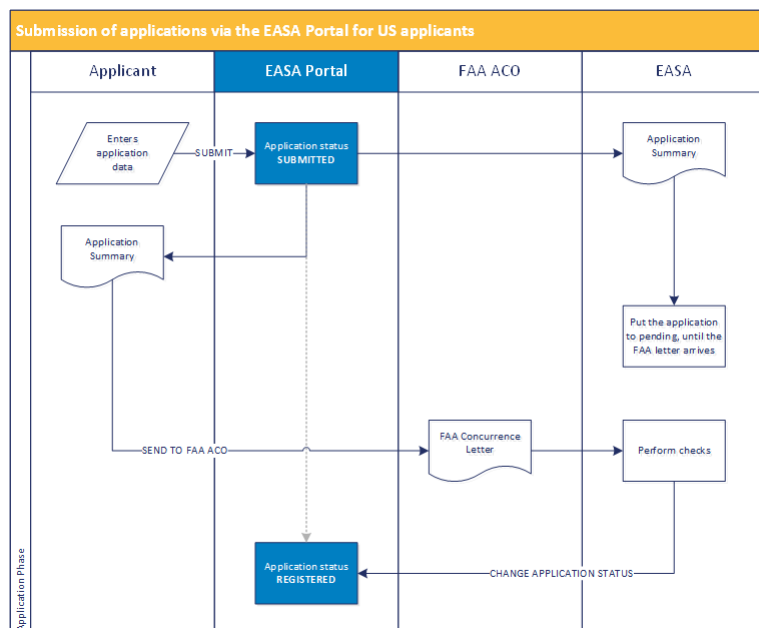 Submission of applications via the EASA Portal for US applicants
Applicant
EASA Portal
FAA ACO
EASA
Enters
application
data
SUBMIT
Application status
SUBMITTED
Application
Summary
Application
Summary
Put the application
to pending, until the
FAA letter arrives
SEND TO FAA ACO
FAA Concurrence
Letter
Perform checks
Application status
REGISTERED
CHANGE APPLICATION STATUS
Application Phase